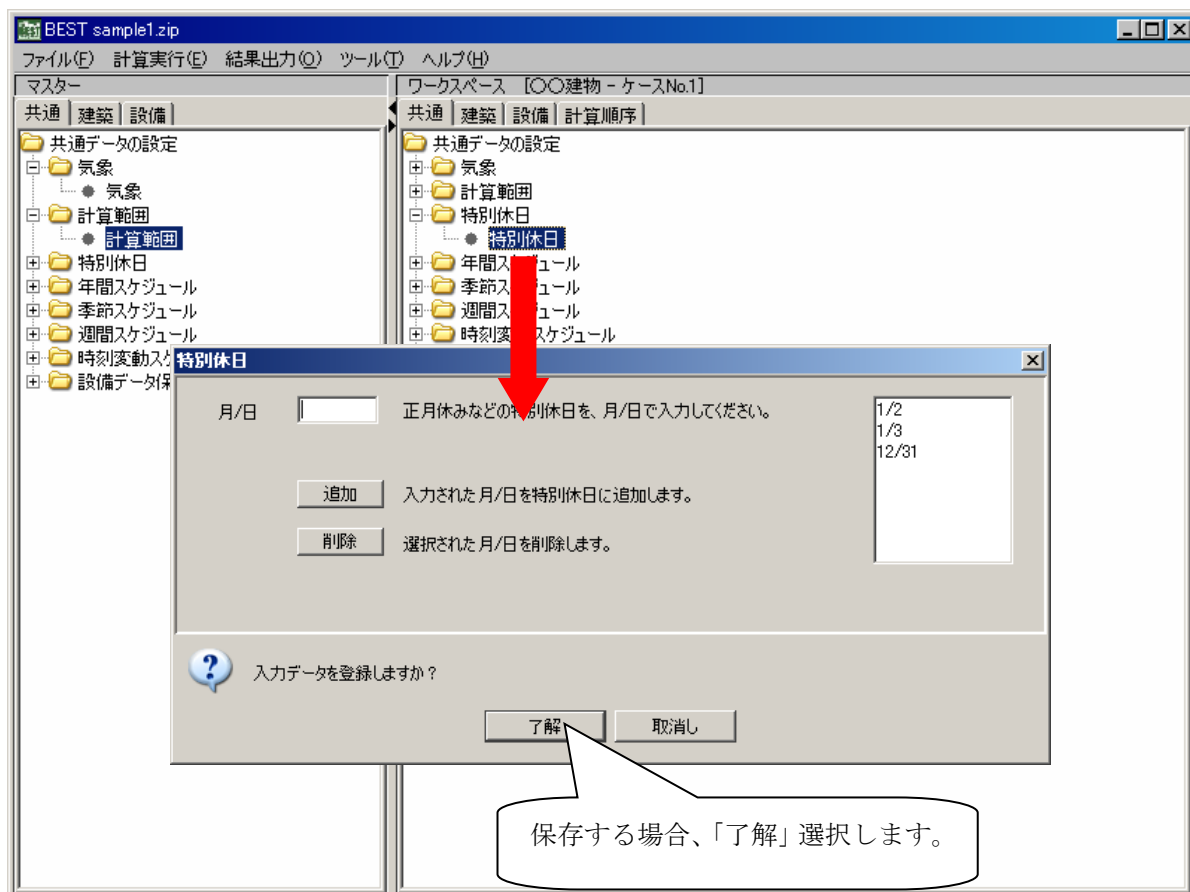 BEST sample1.zip
ファイル(F) 計算実行(E) 結果出力(O) ツール(T) ヘルプ(H)
マスター
共通 建築 設備
共通データの設定
気象
気象
計算範囲
計算範囲
特別休日
年間スケジュール
季節スケジュール
週間スケジュール
時刻変動ス
設備データ保
ワークスペース [〇〇建物 - ケースNo.1]
共通 建築 設備 計算順序
共通データの設定
気象
計算範囲
特別休日
特別休日
年間スケジュール
季節スケジュール
週間スケジュール
時刻変動スケジュール
特別休日
月/日 正月休みなどの特別休日を、月/日で入力してください。
1/2
1/3
12/31
追加 入力された月/日を特別休日に追加します。
削除 選択された月/日を削除します。
入力データを登録しますか?
了解 取消し
保存する場合、「了解」選択します。